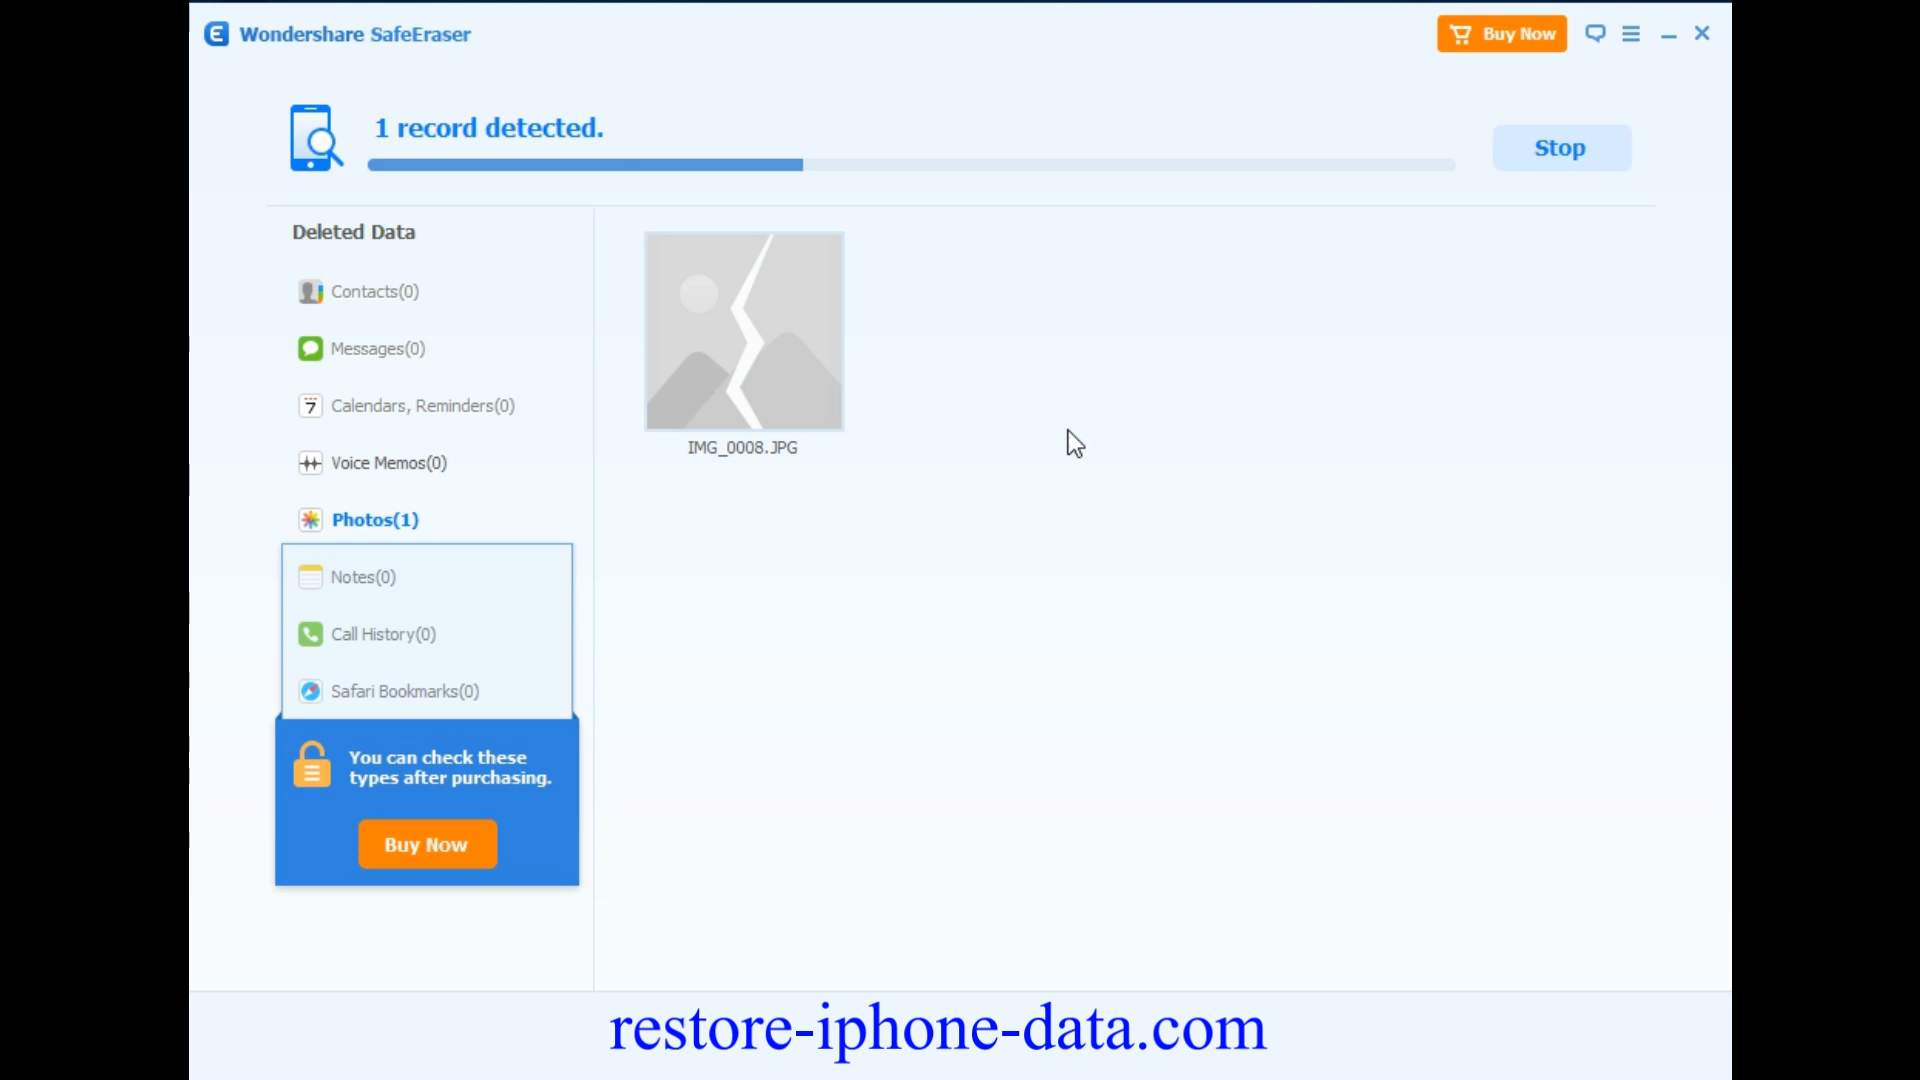 Wondershare SafeEraser
Buy Now
1 record detected.
Stop
Deleted Data
Contacts(0)
Messages(0)
7
Calendars, Reminders(0)
Voice Memos(0)
Photos(1)
Notes(0)
Call History(0)
Safari Bookmarks(0)
You can check these
types after purchasing.
Buy Now
IMG_0008.JPG
restore-iphone-data.com